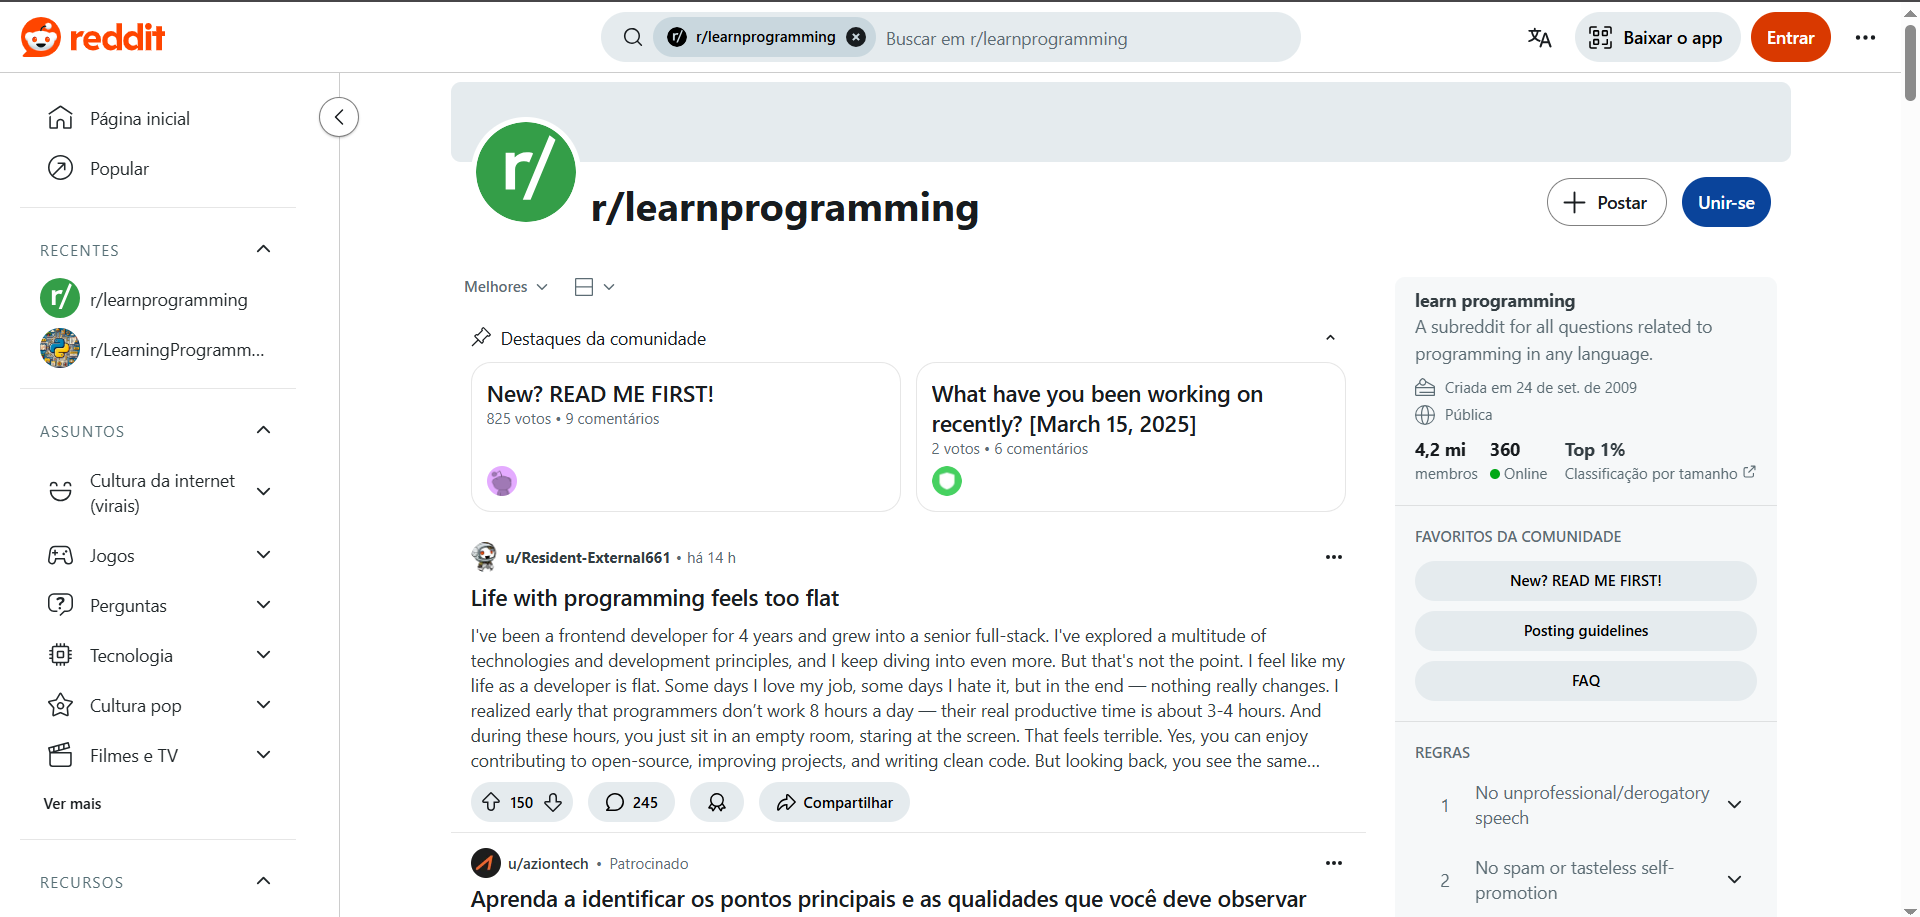 reddit
r/ r/learnprogramming
Buscar em r/learnprogramming
Baixar o app
Entrar
Página inicial
Popular
RECENTES
r/ r/learnprogramming
r/LearningProgramm...
ASSUNTOS
Cultura da internet
(virais)
Jogos
Perguntas
Tecnologia
Cultura pop
Filmes e TV
Ver mais
RECURSOS
r/
r/learnprogramming
Postar
Unir-se
Melhores
Destaques da comunidade
New? READ ME FIRST!
825 votos • 9 comentários
What have you been working on
recently? [March 15, 2025]
2 votos • 6 comentários
u/Resident-External661 • há 14 h
Life with programming feels too flat
I've been a frontend developer for 4 years and grew into a senior full-stack. I've explored a multitude of
technologies and development principles, and I keep diving into even more. But that's not the point. I feel like my
life as a developer is flat. Some days I love my job, some days I hate it, but in the end — nothing really changes. I
realized early that programmers don’t work 8 hours a day — their real productive time is about 3-4 hours. And
during these hours, you just sit in an empty room, staring at the screen. That feels terrible. Yes, you can enjoy
contributing to open-source, improving projects, and writing clean code. But looking back, you see the same...
150
245
Compartilhar
u/aziontech • Patrocinado
Aprenda a identificar os pontos principais e as qualidades que você deve observar
learn programming
A subreddit for all questions related to
programming in any language.
Criada em 24 de set. de 2009
Pública
4,2 mi 360 Top 1%
membros Online Classificação por tamanho
FAVORITOS DA COMUNIDADE
New? READ ME FIRST!
Posting guidelines
FAQ
REGRAS
1 No unprofessional/derogatory
speech
2 No spam or tasteless self-
promotion